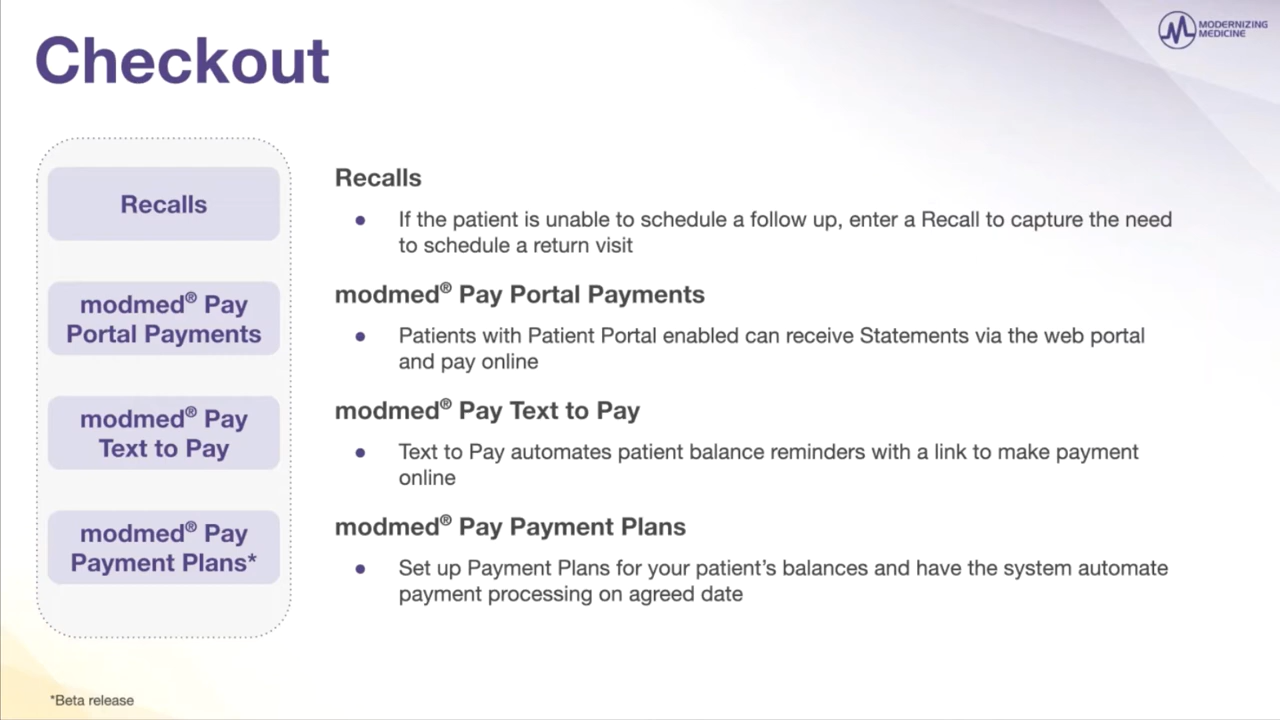 MODERNIZING
MEDICINE
Checkout
Recalls
modmed® Pay
Portal Payments
modmed® Pay
Text to Pay
modmed® Pay
Payment Plans*
Recalls
● If the patient is unable to schedule a follow up, enter a Recall to capture the need
to schedule a return visit
modmed® Pay Portal Payments
● Patients with Patient Portal enabled can receive Statements via the web portal
and pay online
modmed® Pay Text to Pay
● Text to Pay automates patient balance reminders with a link to make payment
online
modmed® Pay Payment Plans
● Set up Payment Plans for your patient’s balances and have the system automate
payment processing on agreed date
*Beta release